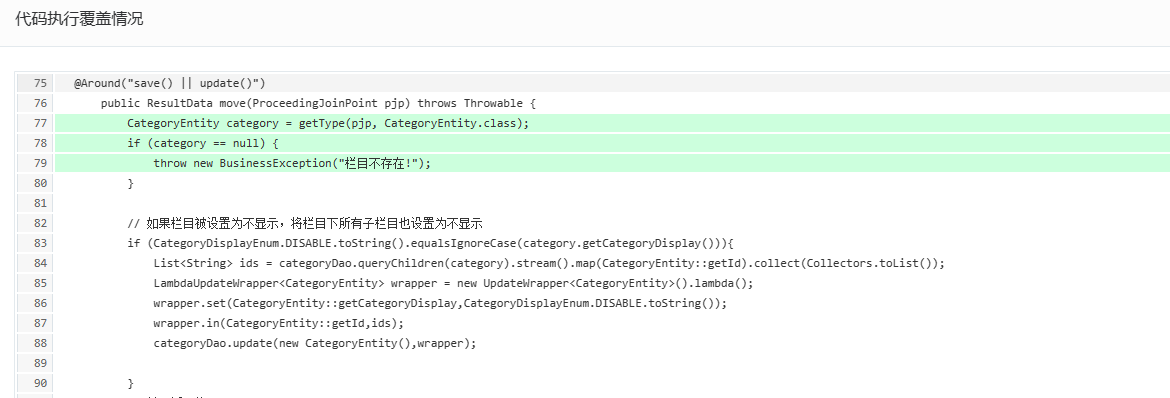 代码执行覆盖情况
75 @Around("save() || update()")
76 public ResultData move(ProceedingJoinPoint pjp) throws Throwable {
77 CategoryEntity category = getType(pjp, CategoryEntity.class);
78 if (category == null) {
79 throw new BusinessException("栏目不存在!");
80 }
81
82 // 如果栏目被设置为不显示，将栏目下所有子栏目也设置为不显示
83 if (CategoryDisplayEnum.DISABLE.toString().equalsIgnoreCase(category.getCategoryDisplay())){
84 List<String> ids = categoryDao.queryChildren(category).stream().map(CategoryEntity::getId).collect(Collectors.toList());
85 LambdaUpdateWrapper<CategoryEntity> wrapper = new UpdateWrapper<CategoryEntity>().lambda();
86 wrapper.set(CategoryEntity::getCategoryDisplay,CategoryDisplayEnum.DISABLE.toString());
87 wrapper.in(CategoryEntity::getId,ids);
88 categoryDao.update(new CategoryEntity(),wrapper);
89
90 }